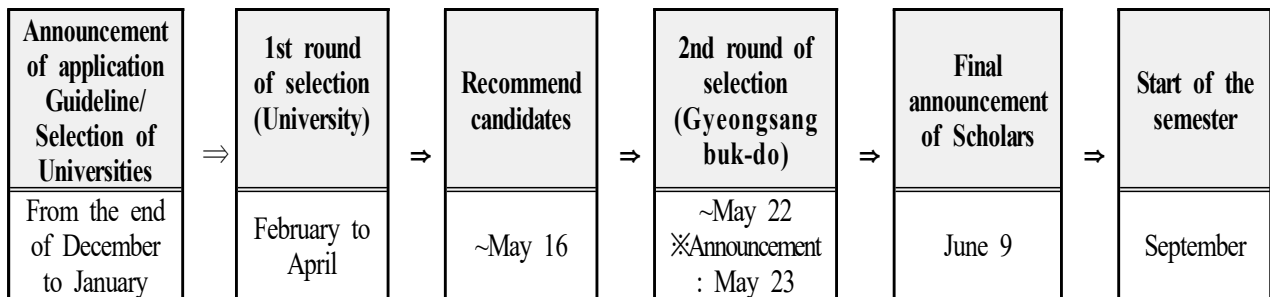 Announcement
of application
Guideline/
Selection of
Universities
From the end
of December
to January
⇒
1st round
of selection
(University)
February to
April
⇒
Recommend
candidates
~May 16
⇒
2nd round of
selection
(Gyeongsang
buk-do)
~May 22
※Announcement
: May 23
⇒
Final
announcement
of Scholars
June 9
⇒
Start of the
semester
September